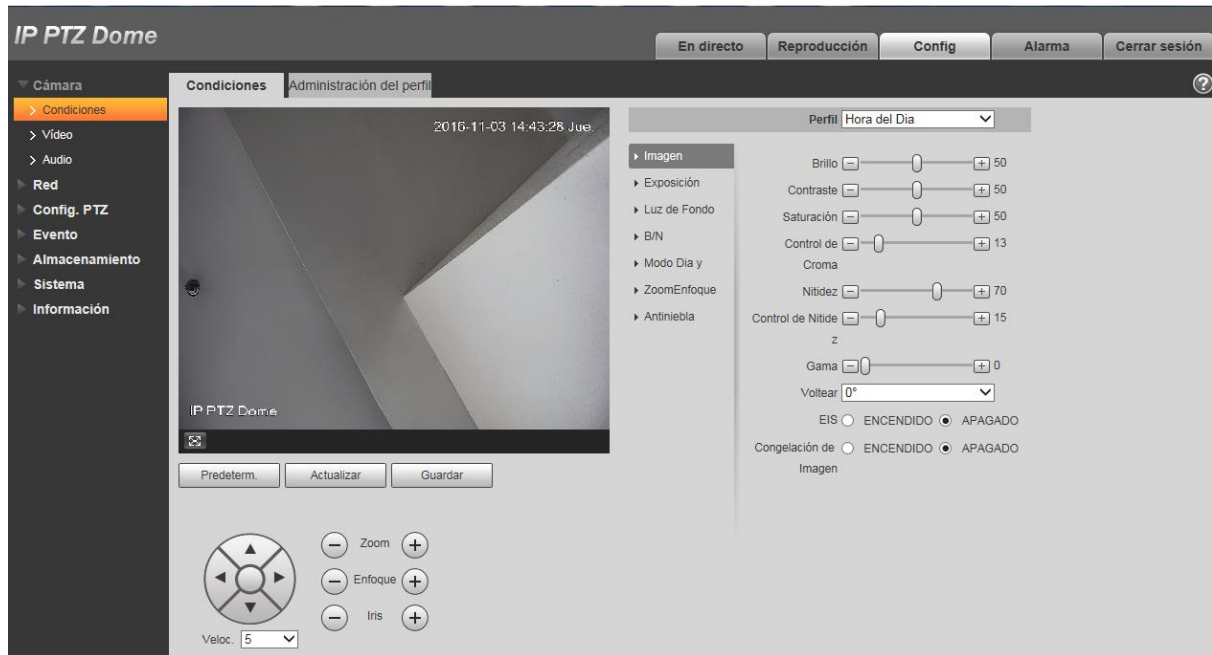 IP PTZ Dome
En directo
Reproducción
Config
Alarma
Cerrar sesión
Cámara
Condiciones
Vídeo
Audio
Red
Config. PTZ
Evento
Almacenamiento
Sistema
Información
Condiciones
Administración del perfil
?
2016-11-03 14:43:28 Jue.
IP PTZ Dome
Predeterm.
Actualizar
Guardar
Zoom
Enfoque
Iris
Veloc. 5
Imagen
Exposición
Luz de Fondo
B/N
Modo Dia y
ZoomEnfoque
Antiniebla
Perfil Hora del Dia
Brillo 50
Contraste 50
Saturación 50
Control de 13
Croma
Nitidez 70
Control de Nitide 15
z
Gama 0
Voltear 0°
EIS ENCENDIDO APAGADO
Congelación de ENCENDIDO APAGADO
Imagen